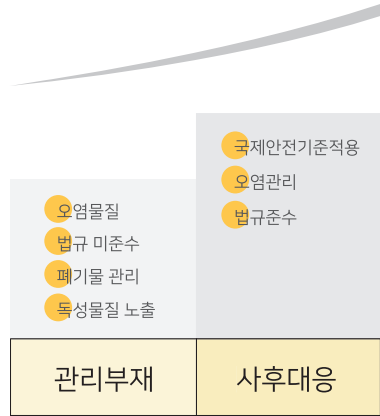 오염물질
법규 미준수
폐기물 관리
독성물질 노출
관리부재
국제안전기준적용
오염관리
법규준수
사후대응